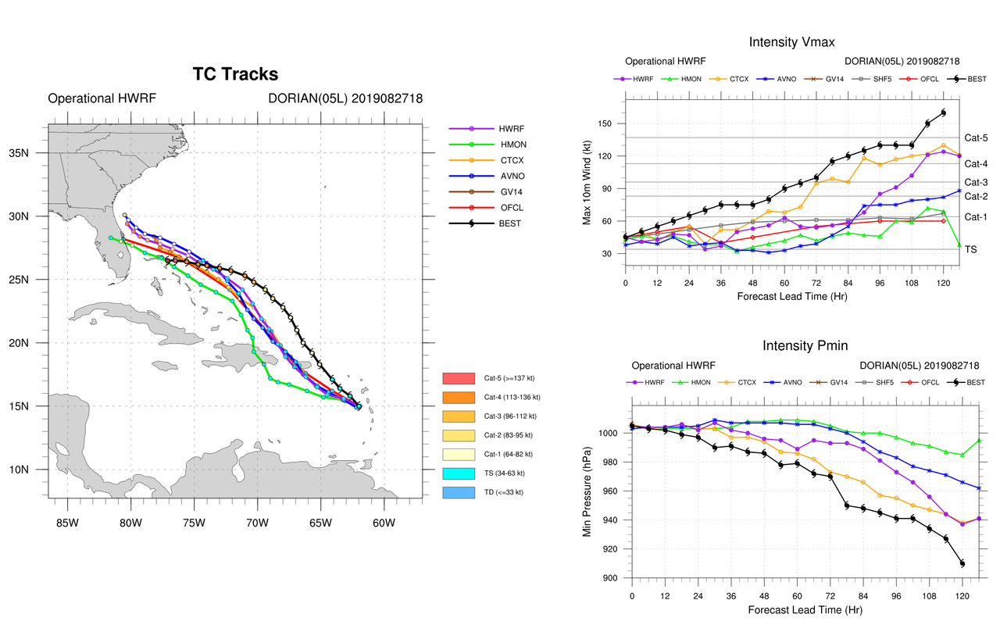 TC Tracks
Operational HWRF DORIAN(05L) 2019082718
35N
30N
25N
20N
15N
10N
85W 80W 75W 70W 65W 60W
HWRF
HMON
CTCX
AVNO
GV14
OFCL
BEST
Cat-5 (>=137 kt)
Cat-4 (113-136 kt)
Cat-3 (96-112 kt)
Cat-2 (83-95 kt)
Cat-1 (64-82 kt)
TS (34-63 kt)
TD (<=33 kt)
Intensity Vmax
Operational HWRF DORIAN(05L) 2019082718
HWRF HMON CTCX AVNO GV14 SHF5 OFCL BEST
Max 10m Wind (kt)
150
120
90
60
30
Cat-5
Cat-4
Cat-3
Cat-2
Cat-1
TS
0 12 24 36 48 60 72 84 96 108 120
Forecast Lead Time (Hr)
Intensity Pmin
Operational HWRF DORIAN(05L) 2019082718
HWRF HMON CTCX AVNO GV14 SHF5 OFCL BEST
Min Pressure (hPa)
1000
980
960
940
920
900
0 12 24 36 48 60 72 84 96 108 120
Forecast Lead Time (Hr)